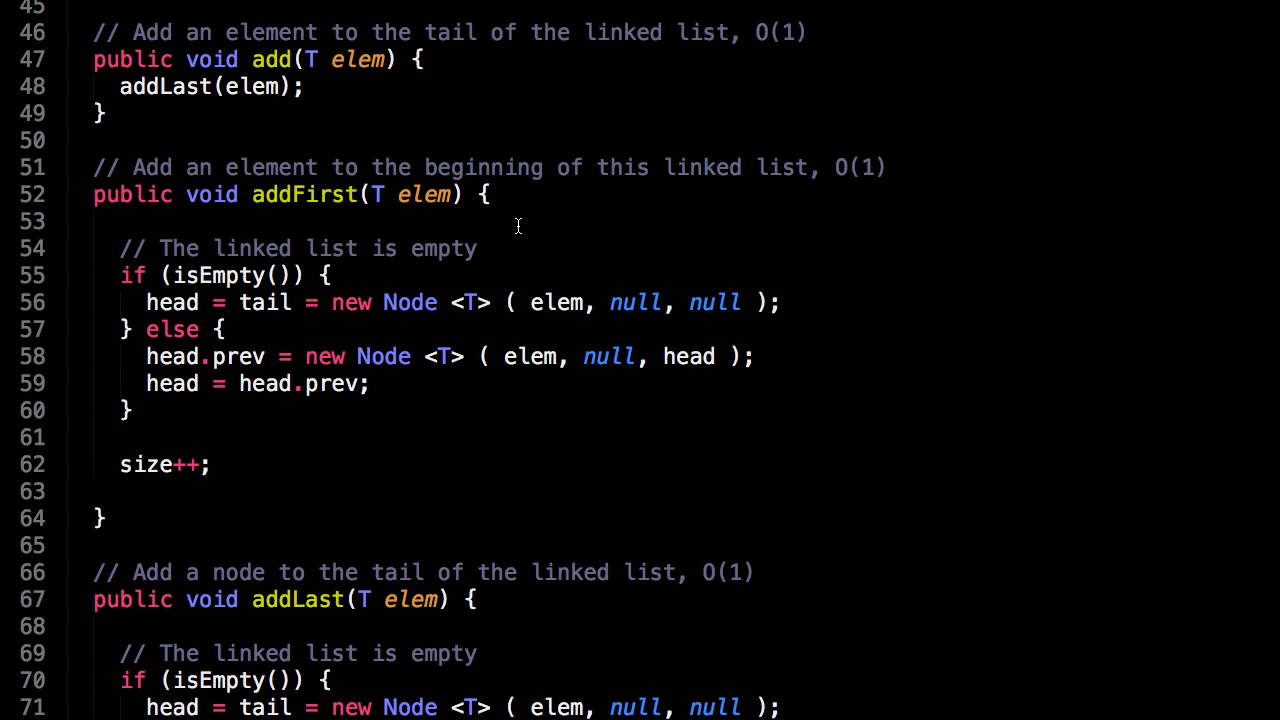 45
46 // Add an element to the tail of the linked list, O(1)
47 public void add(T elem) {
48 addLast(elem);
49 }
50
51 // Add an element to the beginning of this linked list, O(1)
52 public void addFirst(T elem) {
53
54 // The linked list is empty
55 if (isEmpty()) {
56 head = tail = new Node <T> ( elem, null, null );
57 } else {
58 head.prev = new Node <T> ( elem, null, head );
59 head = head.prev;
60 }
61
62 size++;
63
64 }
65
66 // Add a node to the tail of the linked list, O(1)
67 public void addLast(T elem) {
68
69 // The linked list is empty
70 if (isEmpty()) {
71 head = tail = new Node <T> ( elem, null, null );